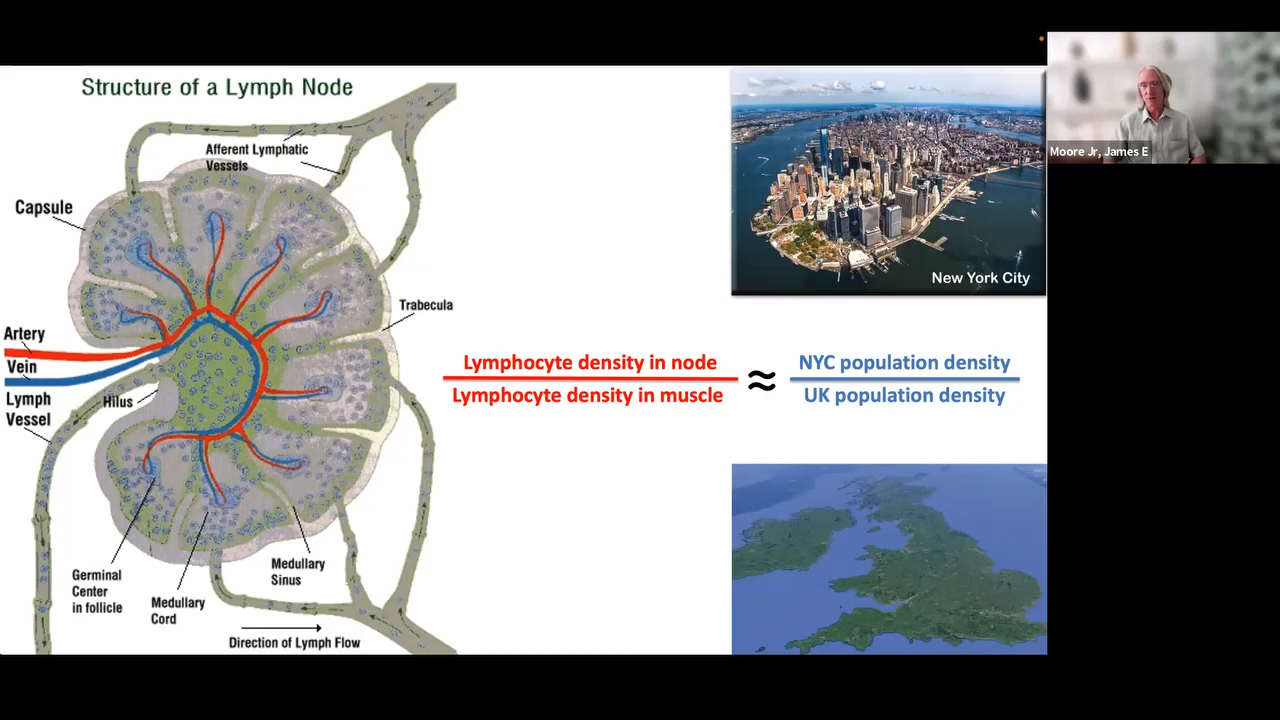 Structure of a Lymph Node
Afferent Lymphatic
Vessels
Capsule
Trabecula
Artery
Vein
Lymph
Vessel
Hilus
Germinal
Center
in follicle
Medullary
Cord
Medullary
Sinus
Direction of Lymph Flow
Lymphocyte density in node
Lymphocyte density in muscle
≈
NYC population density
UK population density
New York City
Moore Jr, James E